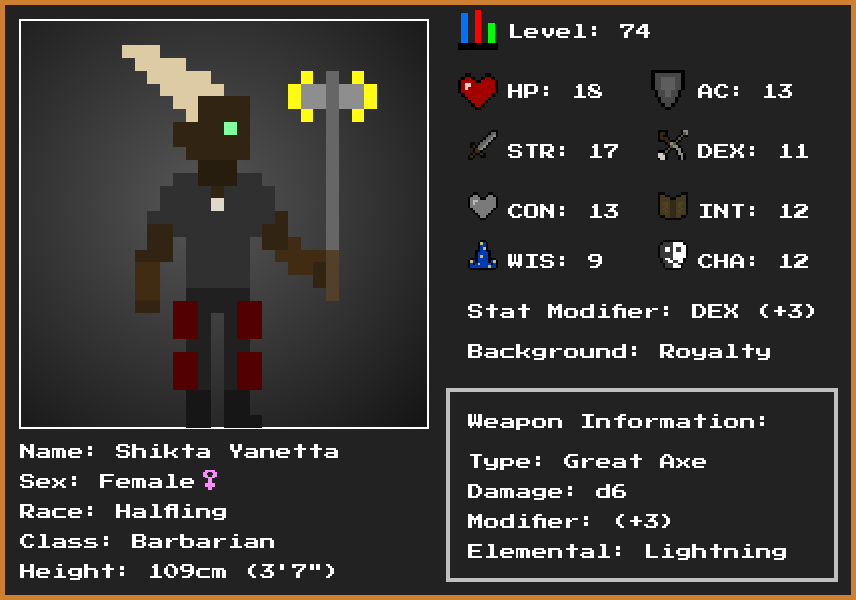 Level: 74
HP: 18 AC: 13
STR: 17 DEX: 11
CON: 13 INT: 12
WIS: 9 CHA: 12
Stat Modifier: DEX (+3)
Background: Royalty
Weapon Information:
Type: Great Axe
Damage: d6
Modifier: (+3)
Elemental: Lightning
Name: Shikta Yanetta
Sex: Female♀
Race: Halfling
Class: Barbarian
Height: 109cm (3'7")